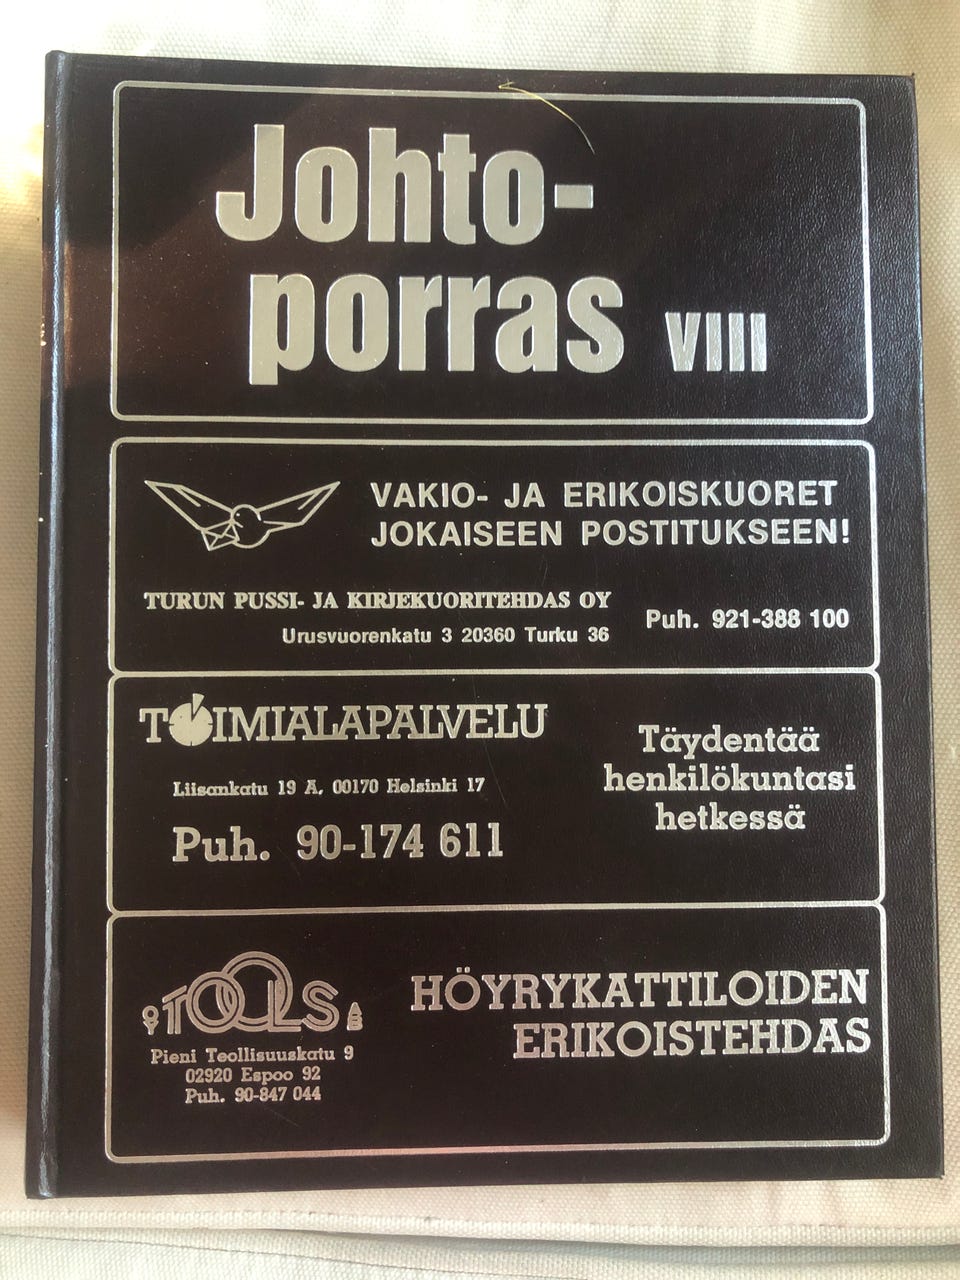 Johto-
porras VIII
VAKIO- JA ERIKOISKUORET
JOKAISEEN POSTITUKSEEN!
TURUN PUSSI- JA KIRJEKUORITEHDAS OY
Urusvuorenkatu 3 20360 Turku 36
Puh. 921-388 100
TOIMIALAPALVELU
Liisankatu 19 A, 00170 Helsinki 17
Puh. 90-174 611
Täydentää
henkilökuntasi
hetkessä
TOOLS
Pieni Teollisuuskatu 9
02920 Espoo 92
Puh. 90-847 044
HÖYRYKATTILOIDEN
ERIKOISTEHDAS